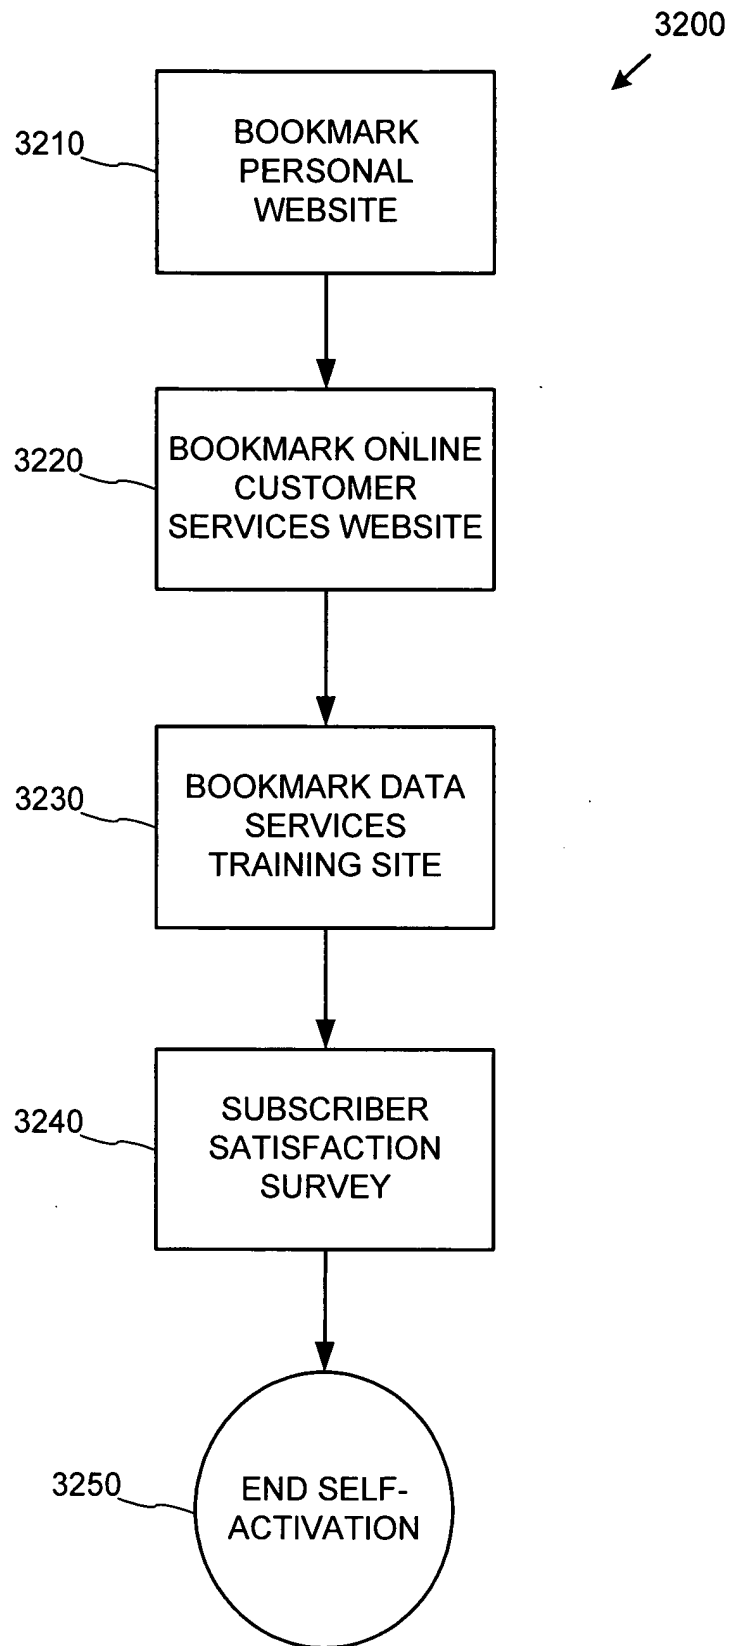 3200
3210
BOOKMARK
PERSONAL
WEBSITE
3220
BOOKMARK ONLINE
CUSTOMER
SERVICES WEBSITE
3230
BOOKMARK DATA
SERVICES
TRAINING SITE
3240
SUBSCRIBER
SATISFACTION
SURVEY
3250
END SELF-
ACTIVATION